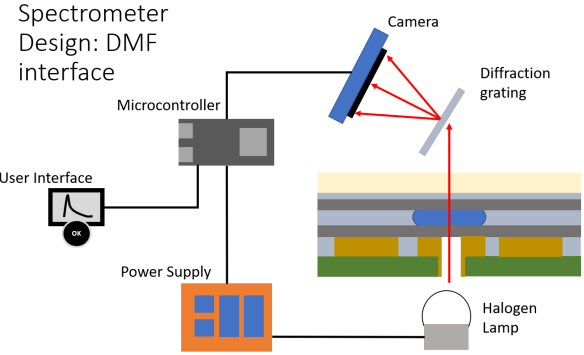 Spectrometer
Design: DMF
interface
Camera
Diffraction
grating
Microcontroller
User Interface
OK
Power Supply
Halogen
Lamp